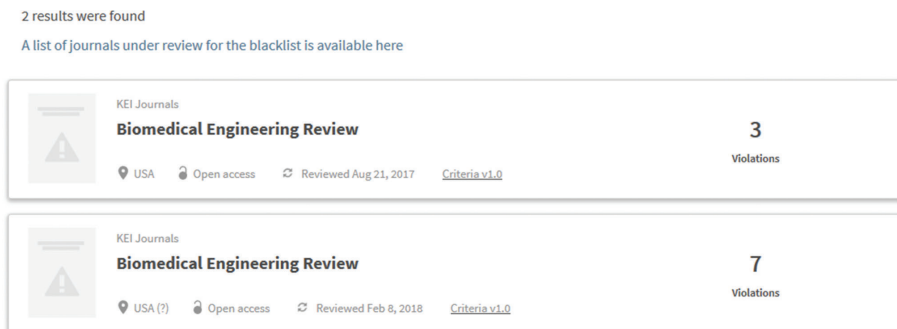 2 results were found
A list of journals under review for the blacklist is available here
KEI Journals
Biomedical Engineering Review
3
Violations
USA Open access Reviewed Aug 21, 2017 Criteria v1.0
KEI Journals
Biomedical Engineering Review
7
Violations
USA (?) Open access Reviewed Feb 8, 2018 Criteria v1.0